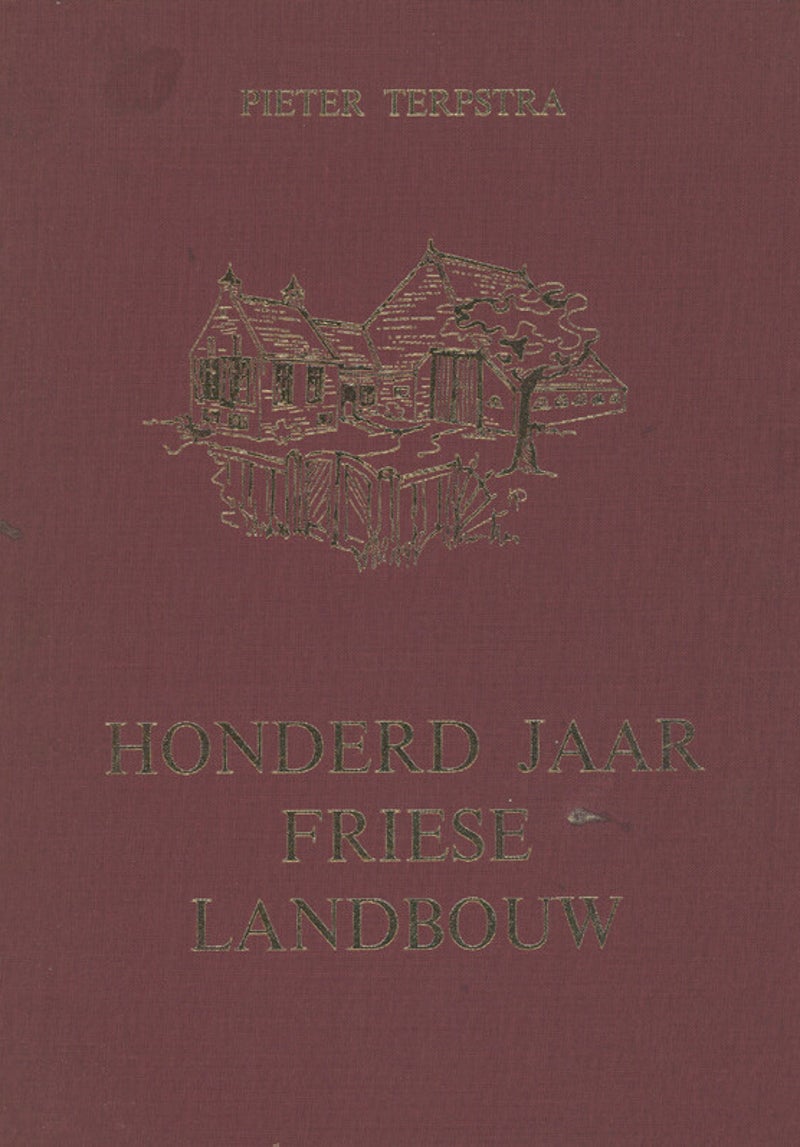 PIETER TERPSTRA
HONDERD JAAR
FRIESE
LANDBOUW